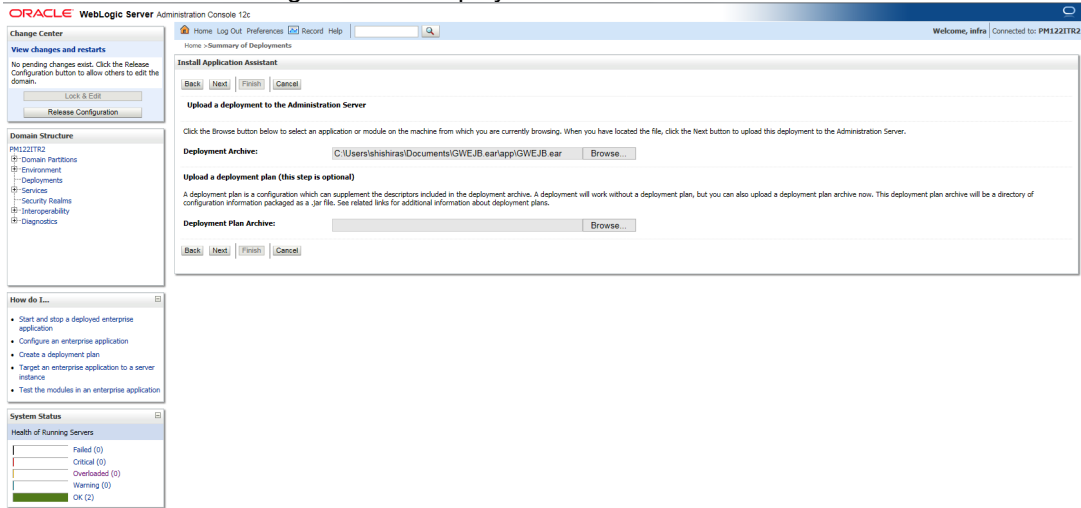 ORACLE WebLogic Server Administration Console 12c
Change Center
View changes and restarts
No pending changes exist. Click the Release
Configuration button to allow others to edit the
domain.
Lock & Edit
Release Configuration
Domain Structure
PM122ITR2
Domain Partitions
Environment
Deployments
Services
Security Realms
Interoperability
Diagnostics
How do I...
Start and stop a deployed enterprise
application
Configure an enterprise application
Create a deployment plan
Target an enterprise application to a server
instance
Test the modules in an enterprise application
System Status
Health of Running Servers
Failed (0)
Critical (0)
Overloaded (0)
Warning (0)
OK (2)
Home Log Out Preferences Record Help
Welcome, infra Connected to: PM122ITR2
Home >Summary of Deployments
Install Application Assistant
Back Next Finish Cancel
Upload a deployment to the Administration Server
Click the Browse button below to select an application or module on the machine from which you are currently browsing. When you have located the file, click the Next button to upload this deployment to the Administration Server.
Deployment Archive: C:\Users\shishiras\Documents\GWEJB.ear\app\GWEJB.ear Browse...
Upload a deployment plan (this step is optional)
A deployment plan is a configuration which can supplement the descriptors included in the deployment archive. A deployment will work without a deployment plan, but you can also upload a deployment plan archive now. This deployment plan archive will be a directory of
configuration information packaged as a .jar file. See related links for additional information about deployment plans.
Deployment Plan Archive: Browse...
Back Next Finish Cancel